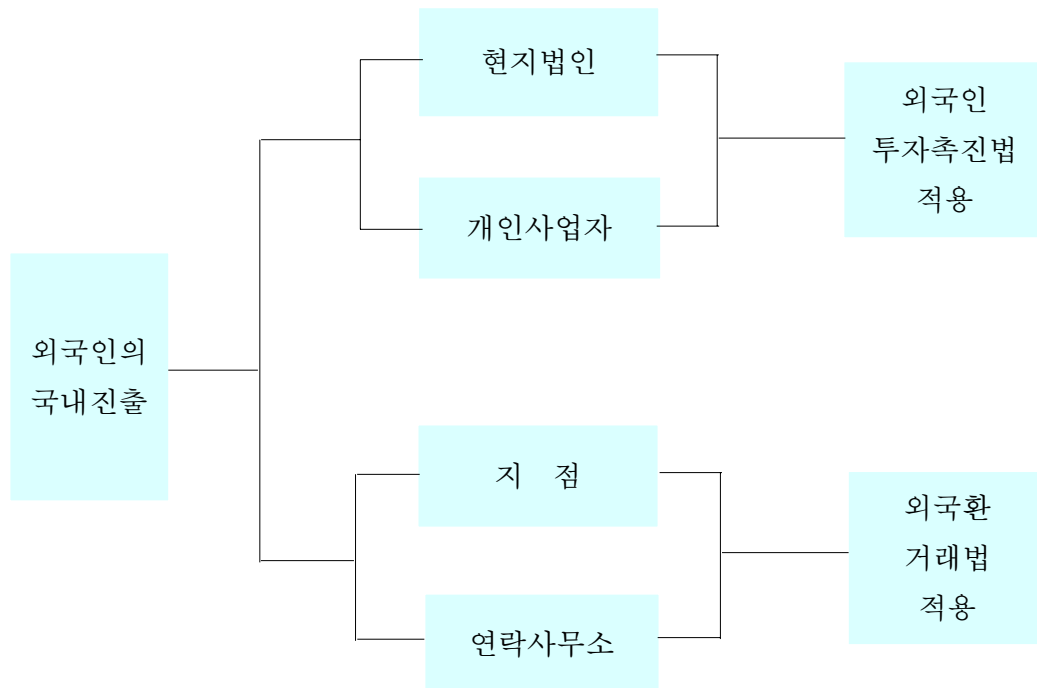 현지법인
외국인
투자촉진법
적용
개인사업자
외국인의
국내진출
지 점
외국환
거래법
적용
연락사무소